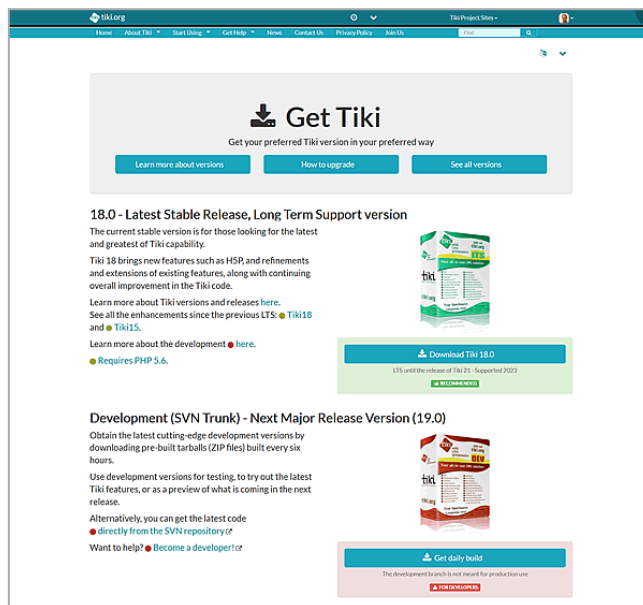 tiki.org
Tiki Project Sites
Home About Tiki Start Using Get Help News Contact Us Privacy Policy Join Us Find
Get Tiki
Get your preferred Tiki version in your preferred way
Learn more about versions How to upgrade See all versions
18.0 - Latest Stable Release, Long Term Support version
The current stable version is for those looking for the latest
and greatest of Tiki capability.
Tiki 18 brings new features such as H5P, and refinements
and extensions of existing features, along with continuing
overall improvement in the Tiki code.
Learn more about Tiki versions and releases here.
See all the enhancements since the previous LTS: Tiki18
and Tiki15.
Learn more about the development here.
Requires PHP 5.6.
LTS
tiki
Download Tiki 18.0
LTS until the release of Tiki 21 - Supported 2023
RECOMMENDED
Development (SVN Trunk) - Next Major Release Version (19.0)
Obtain the latest cutting-edge development versions by
downloading pre-built tarballs (ZIP files) built every six
hours.
Use development versions for testing, to try out the latest
Tiki features, or as a preview of what is coming in the next
release.
Alternatively, you can get the latest code
directly from the SVN repository
Want to help? Become a developer!
DEV
tiki
Get daily build
The development branch is not meant for production use
FOR DEVELOPERS